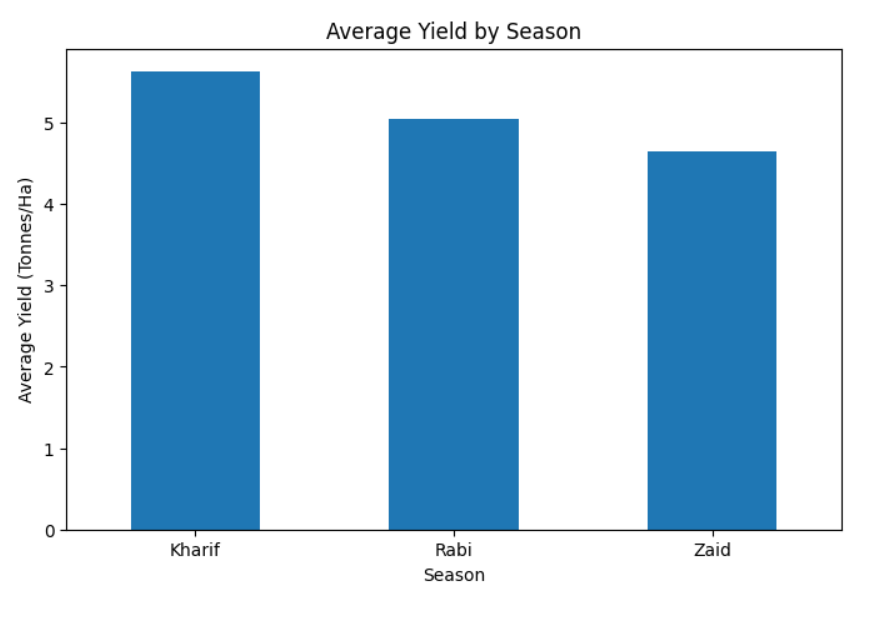 Average Yield by Season
Average Yield (Tonnes/Ha)
5
4
3
2
1
0
Kharif Rabi Zaid
Season